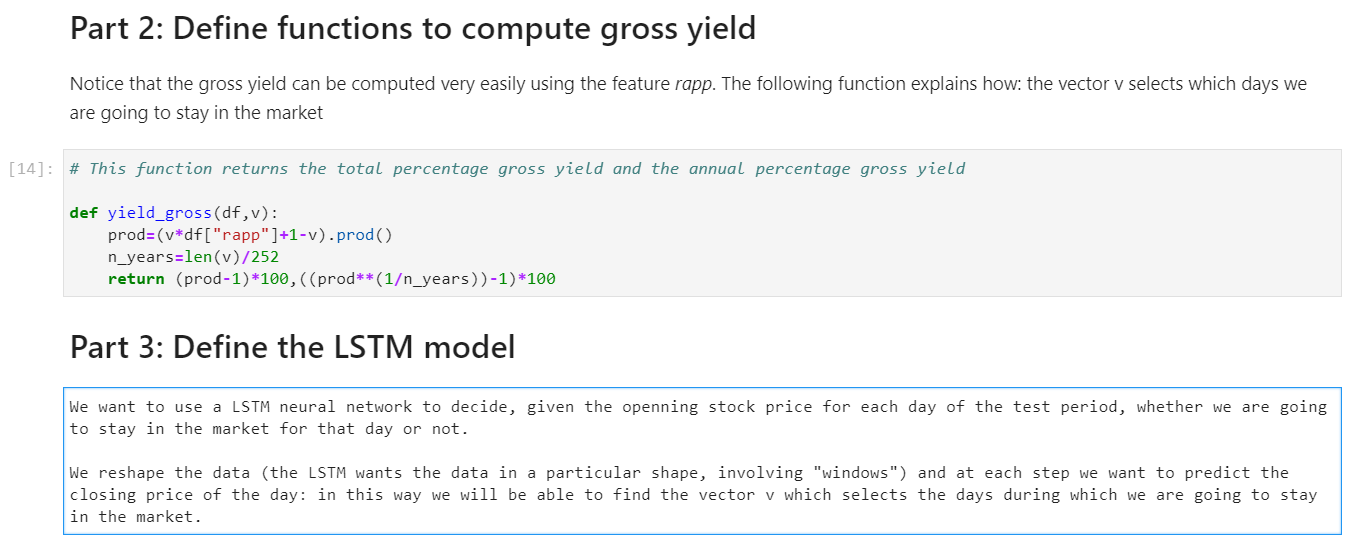 Part 2: Define functions to compute gross yield
Notice that the gross yield can be computed very easily using the feature rapp. The following function explains how: the vector v selects which days we
are going to stay in the market
[14]:
# This function returns the total percentage gross yield and the annual percentage gross yield
def yield_gross(df,v):
    prod=(v*df["rapp"]+1-v).prod()
    n_years=len(v)/252
    return (prod-1)*100,((prod**(1/n_years))-1)*100
Part 3: Define the LSTM model
We want to use a LSTM neural network to decide, given the openning stock price for each day of the test period, whether we are going
to stay in the market for that day or not.
We reshape the data (the LSTM wants the data in a particular shape, involving "windows") and at each step we want to predict the
closing price of the day: in this way we will be able to find the vector v which selects the days during which we are going to stay
in the market.